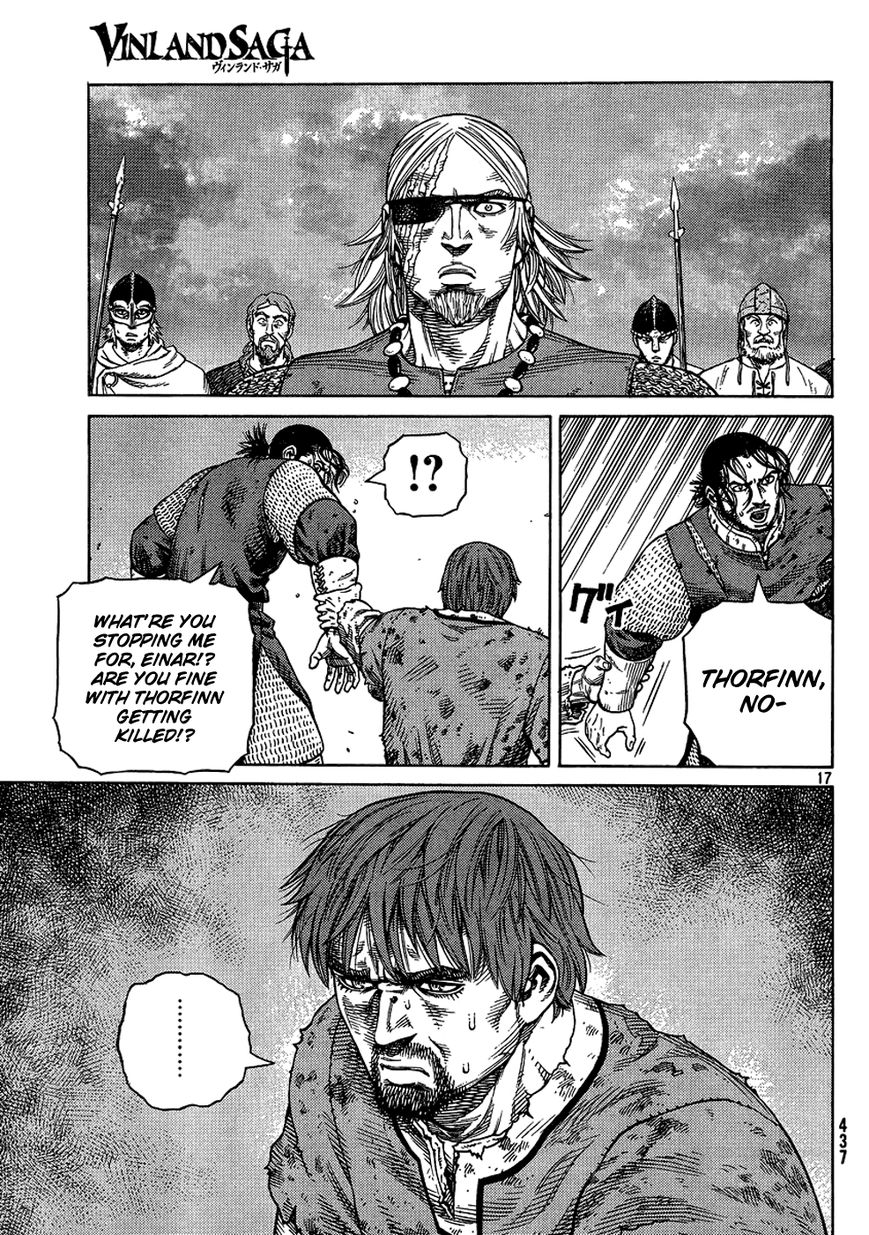 VINLAND SAGA
ヴィンランド・サガ
THORFINN,
NO-
グイ
!?
WHAT'RE YOU
STOPPING ME
FOR, EINAR!?
ARE YOU FINE
WITH THORFINN
GETTING
KILLED!?
17
.........
437